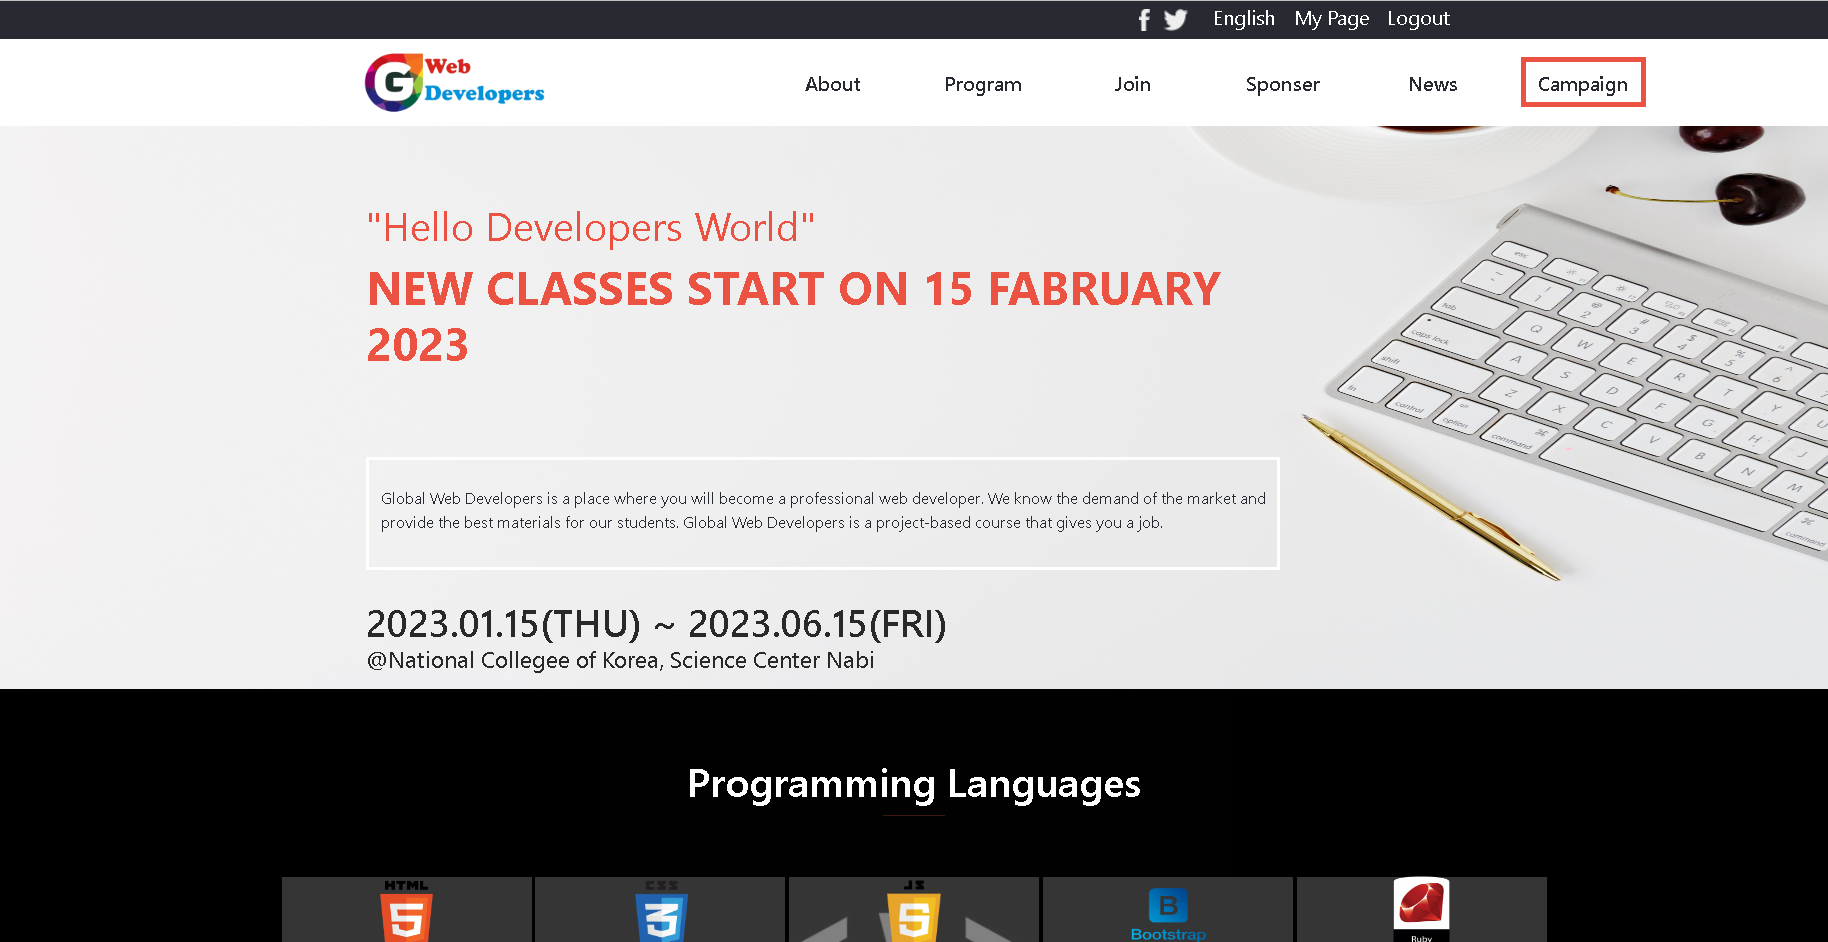 English My Page Logout
G Web Developers
About Program Join Sponser News Campaign
"Hello Developers World"
NEW CLASSES START ON 15 FABRUARY
2023
Global Web Developers is a place where you will become a professional web developer. We know the demand of the market and
provide the best materials for our students. Global Web Developers is a project-based course that gives you a job.
2023.01.15(THU) ~ 2023.06.15(FRI)
@National Collegee of Korea, Science Center Nabi
Programming Languages
HTML CSS JS B Bootstrap Ruby
5 3 5